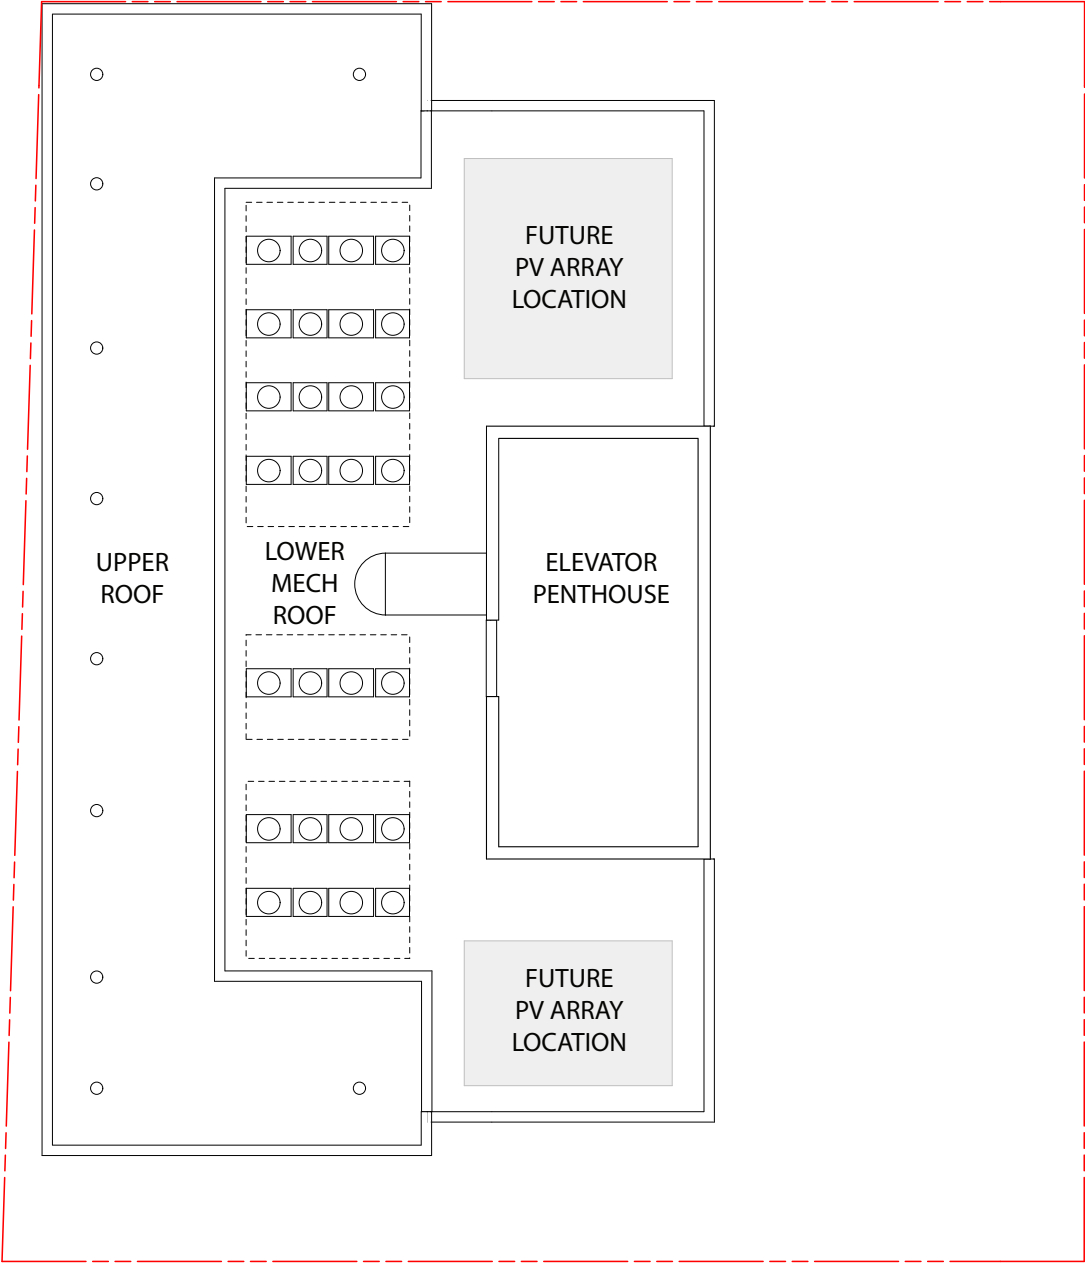 FUTURE
PV ARRAY
LOCATION
UPPER
ROOF
LOWER
MECH
ROOF
ELEVATOR
PENTHOUSE
FUTURE
PV ARRAY
LOCATION